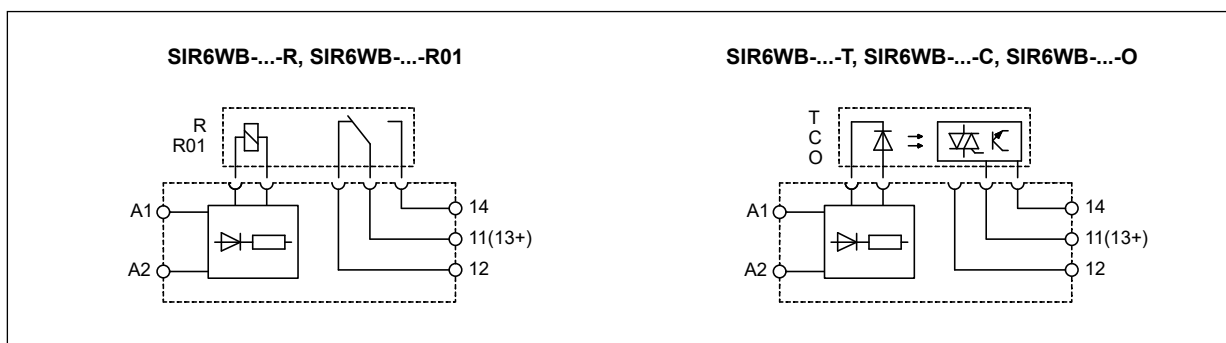 SIR6WB-...-R, SIR6WB-...-R01
R
R01
A1
A2
14
11(13+)
12
SIR6WB-...-T, SIR6WB-...-C, SIR6WB-...-O
T
C
O
A1
A2
14
11(13+)
12